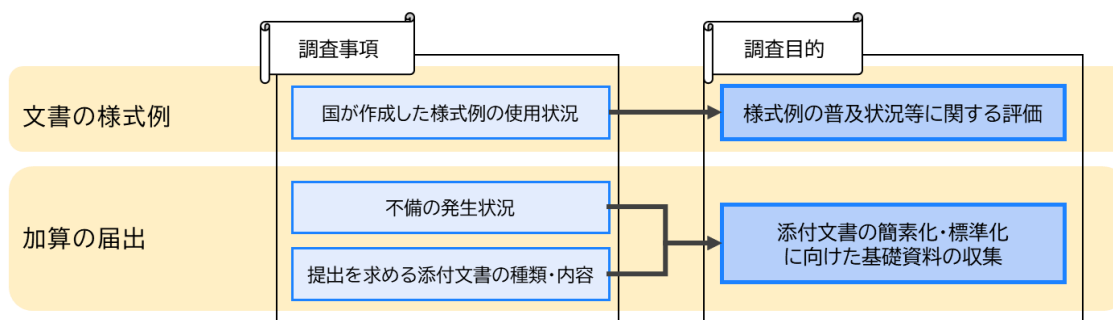 調査事項
調査目的
文書の様式例
国が作成した様式例の使用状況
様式例の普及状況等に関する評価
加算の届出
不備の発生状況
提出を求める添付文書の種類・内容
添付文書の簡素化・標準化
に向けた基礎資料の収集